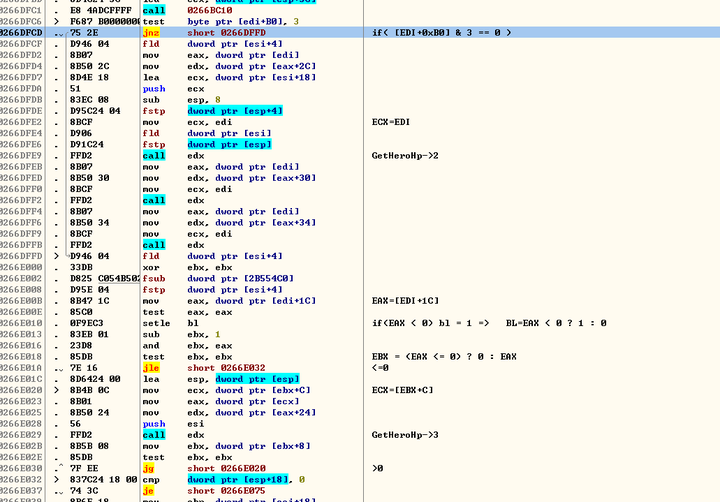 0266DFC1 . E8 4ADCFFFF call 0266BC10
0266DFC6 > F687 B0000000 test byte ptr [edi+B0], 3
0266DFCD . 75 2E jnz short 0266DFFD if( [EDI+0xB0] & 3 == 0 )
0266DFCF . D946 04 fld dword ptr [esi+4]
0266DFD2 . 8B07 mov eax, dword ptr [edi]
0266DFD4 . 8B50 2C mov edx, dword ptr [eax+2C]
0266DFD7 . 8D4E 18 lea ecx, dword ptr [esi+18]
0266DFDA . 51 push ecx
0266DFDB . 83EC 08 sub esp, 8
0266DFDE . D95C24 04 fstp dword ptr [esp+4]
0266DFE2 . 8BCF mov ecx, edi ECX=EDI
0266DFE4 . D906 fld dword ptr [esi]
0266DFE6 . D91C24 fstp dword ptr [esp]
0266DFE9 . FFD2 call edx GetHeroHp->2
0266DFEB . 8B07 mov eax, dword ptr [edi]
0266DFED . 8B50 30 mov edx, dword ptr [eax+30]
0266DFF0 . 8BCF mov ecx, edi
0266DFF2 . FFD2 call edx
0266DFF4 . 8B07 mov eax, dword ptr [edi]
0266DFF6 . 8B50 34 mov edx, dword ptr [eax+34]
0266DFF9 . 8BCF mov ecx, edi
0266DFFB . FFD2 call edx
0266DFFD > D946 04 fld dword ptr [esi+4]
0266E000 . 33DB xor ebx, ebx
0266E002 . D825 C054B502 fsub dword ptr [2B554C0]
0266E008 . D95E 04 fstp dword ptr [esi+4]
0266E00B . 8B47 1C mov eax, dword ptr [edi+1C] EAX=[EDI+1C]
0266E00E . 85C0 test eax, eax
0266E010 . 0F9EC3 setle bl if(EAX < 0) bl = 1 => BL=EAX < 0 ? 1 : 0
0266E013 . 83EB 01 sub ebx, 1
0266E016 . 23D8 and ebx, eax
0266E018 . 85DB test ebx, ebx EBX = (EAX <= 0) ? 0 : EAX
0266E01A . 7E 16 jle short 0266E032 <=0
0266E01C . 8D6424 00 lea esp, dword ptr [esp]
0266E020 > 8B4B 0C mov ecx, dword ptr [ebx+C] ECX=[EBX+C]
0266E023 . 8B01 mov eax, dword ptr [ecx]
0266E025 . 8B50 24 mov edx, dword ptr [eax+24]
0266E028 . 56 push esi
0266E029 . FFD2 call edx GetHeroHp->3
0266E02B . 8B5B 08 mov ebx, dword ptr [ebx+8]
0266E02E . 85DB test ebx, ebx
0266E030 . 7F EE jg short 0266E020 >0
0266E032 > 837C24 18 00 cmp dword ptr [esp+18], 0
0266E037 . 74 3C je short 0266E075